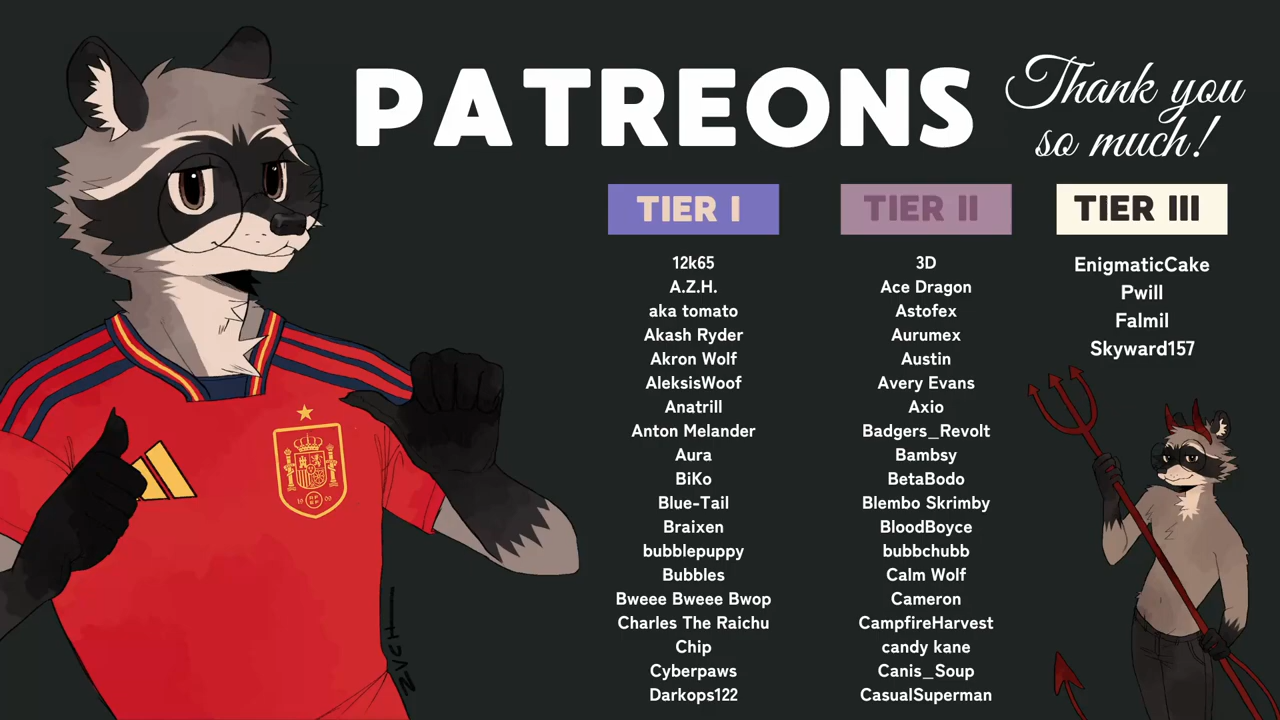 PATREONS
Thank you
so much!
TIER I
12k65
A.Z.H.
aka tomato
Akash Ryder
Akron Wolf
AleksisWoof
Anatrill
Anton Melander
Aura
BiKo
Blue-Tail
Braixen
bubblepuppy
Bubbles
Bweee Bweee Bwop
Charles The Raichu
Chip
Cyberpaws
Darkops122
TIER II
3D
Ace Dragon
Astofex
Aurumex
Austin
Avery Evans
Axio
Badgers_Revolt
Bambsy
BetaBodo
Blembo Skrimby
BloodBoyce
bubbchubb
Calm Wolf
Cameron
CampfireHarvest
candy kane
Canis_Soup
CasualSuperman
TIER III
EnigmaticCake
Pwill
Falmil
Skyward157